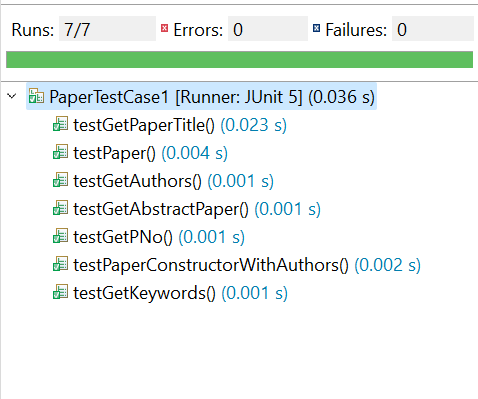 Runs: 7/7 Errors: 0 Failures: 0
PaperTestCase1 [Runner: JUnit 5] (0.036 s)
testGetPaperTitle() (0.023 s)
testPaper() (0.004 s)
testGetAuthors() (0.001 s)
testGetAbstractPaper() (0.001 s)
testGetPNo() (0.001 s)
testPaperConstructorWithAuthors() (0.002 s)
testGetKeywords() (0.001 s)